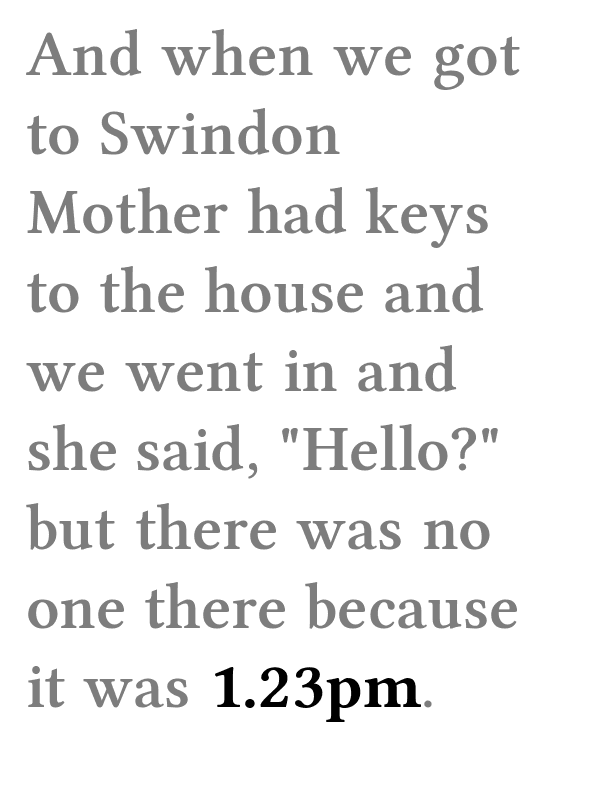 And when we got
to Swindon
Mother had keys
to the house and
we went in and
she said, "Hello?"
but there was no
one there because
it was 1.23pm.